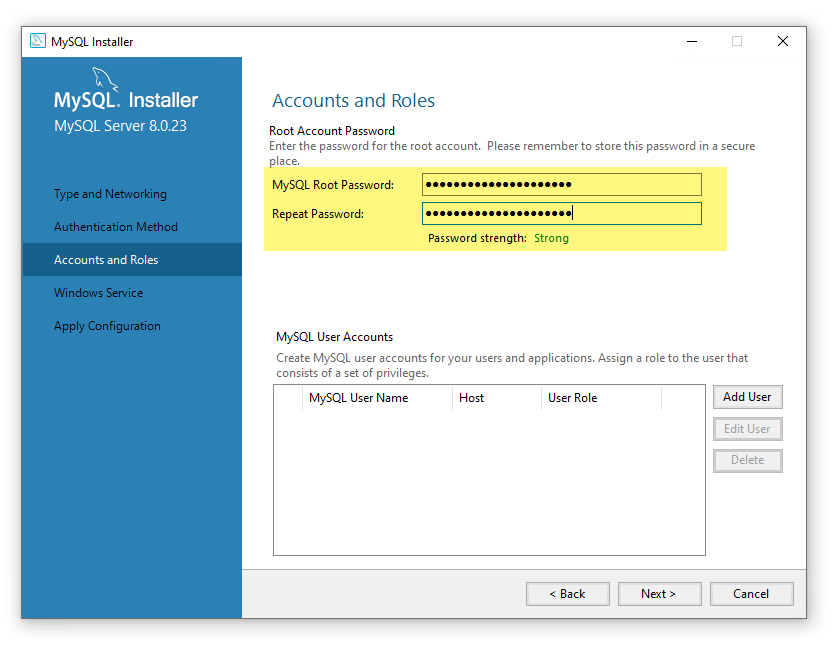 MySQL Installer
MySQL. Installer
MySQL Server 8.0.23
Type and Networking
Authentication Method
Accounts and Roles
Windows Service
Apply Configuration
Accounts and Roles
Root Account Password
Enter the password for the root account. Please remember to store this password in a secure
place.
MySQL Root Password: ●●●●●●●●●●●●●●●●●●●●●
Repeat Password: ●●●●●●●●●●●●●●●●●●●●●
Password strength: Strong
MySQL User Accounts
Create MySQL user accounts for your users and applications. Assign a role to the user that
consists of a set of privileges.
MySQL User Name Host User Role
Add User
Edit User
Delete
< Back Next > Cancel